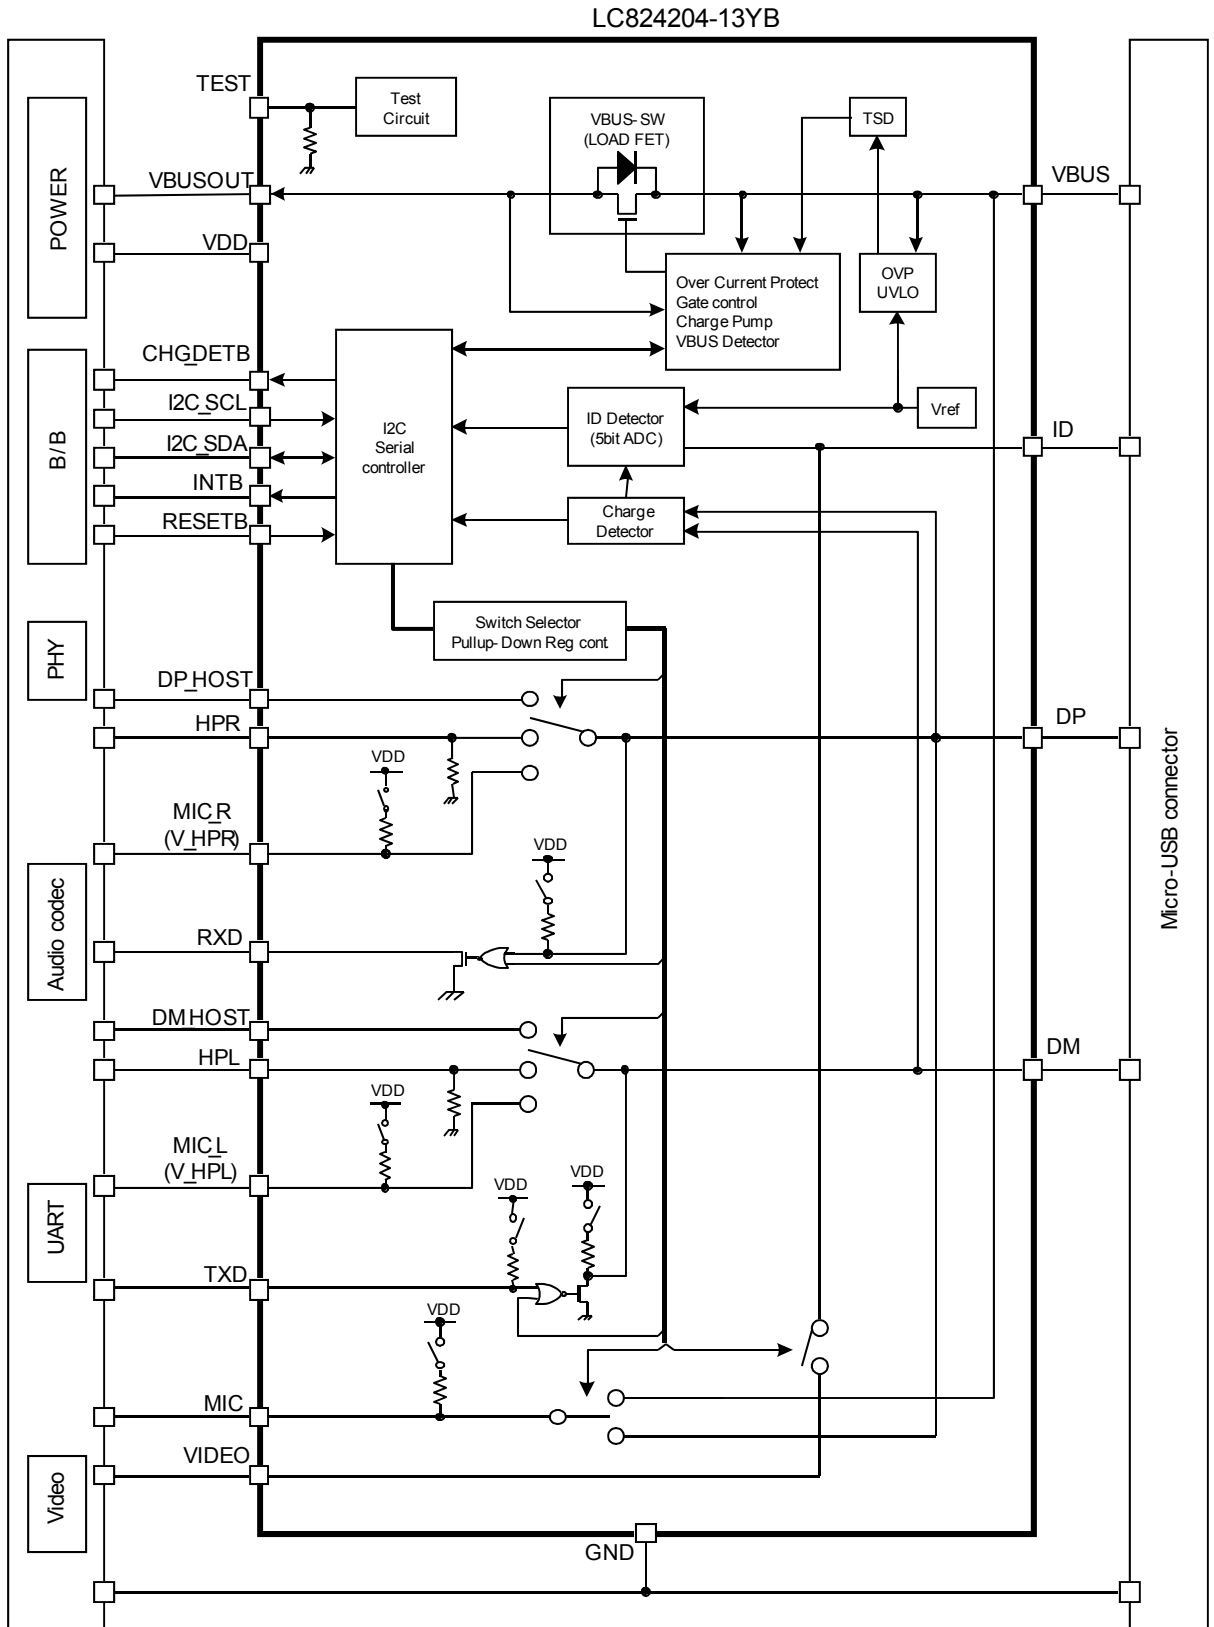 LC824204-13YB
TEST
Test
Circuit
VBUS-SW
(LOAD FET)
TSD
POWER
VBUSOUT
VBUS
VDD
OVP
UVLO
Over Current Protect
Gate control
Charge Pump
VBUS Detector
B/B
CHG_DETB
I2C_SCL
I2C_SDA
INTB
RESETB
I2C
Serial
controller
ID Detector
(5bit ADC)
Vref
ID
Charge
Detector
Switch Selector
Pullup-Down Reg cont.
PHY
DP_HOST
HPR
DP
VDD
MIC_R
(V_HPR)
VDD
Micro-USB connector
Audio codec
RXD
DM_HOST
HPL
DM
VDD
MIC_L
(V_HPL)
VDD
VDD
UART
TXD
VDD
MIC
VIDEO
Video
GND